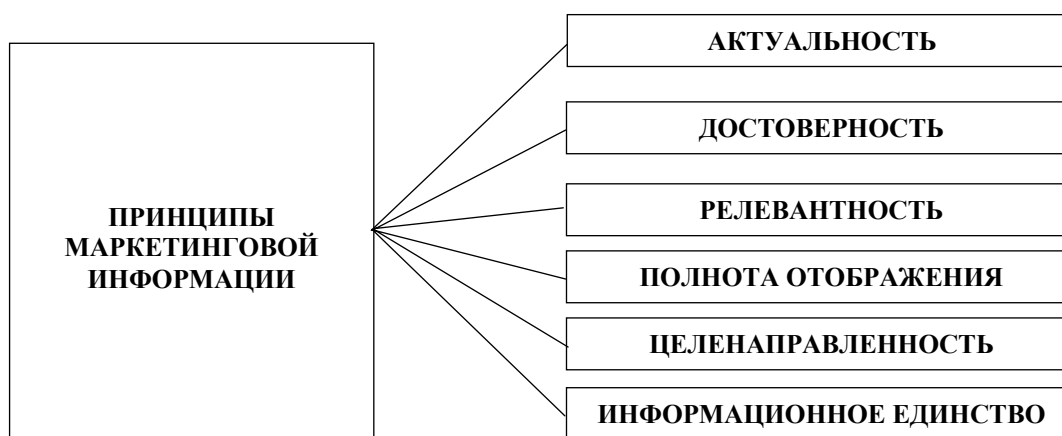 ПРИНЦИПЫ
МАРКЕТИНГОВОЙ
ИНФОРМАЦИИ
АКТУАЛЬНОСТЬ
ДОСТОВЕРНОСТЬ
РЕЛЕВАНТНОСТЬ
ПОЛНОТА ОТОБРАЖЕНИЯ
ЦЕЛЕНАПРАВЛЕННОСТЬ
ИНФОРМАЦИОННОЕ ЕДИНСТВО